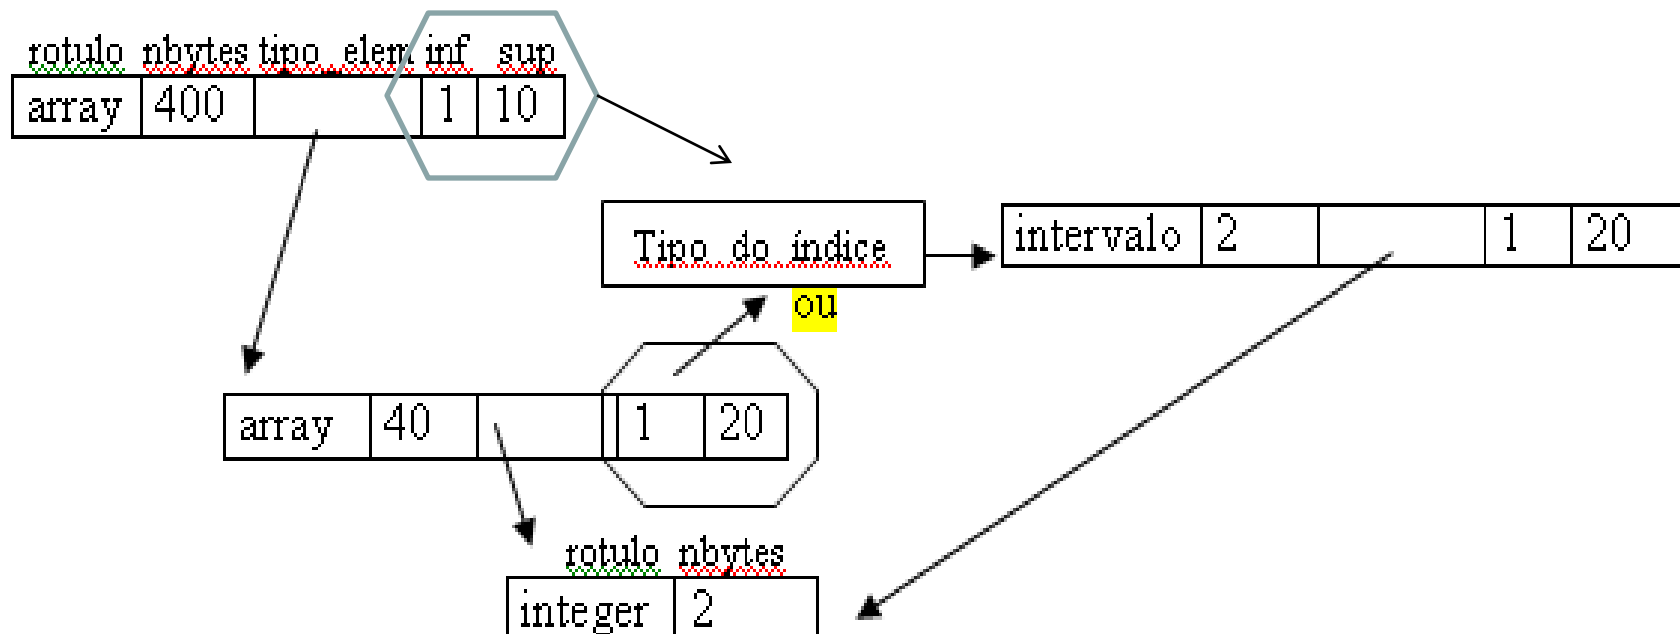 rotulo nbytes tipo_elem inf sup
array 400 1 10
Tipo do índice
intervalo 2 1 20
ou
array 40 1 20
rotulo nbytes
integer 2